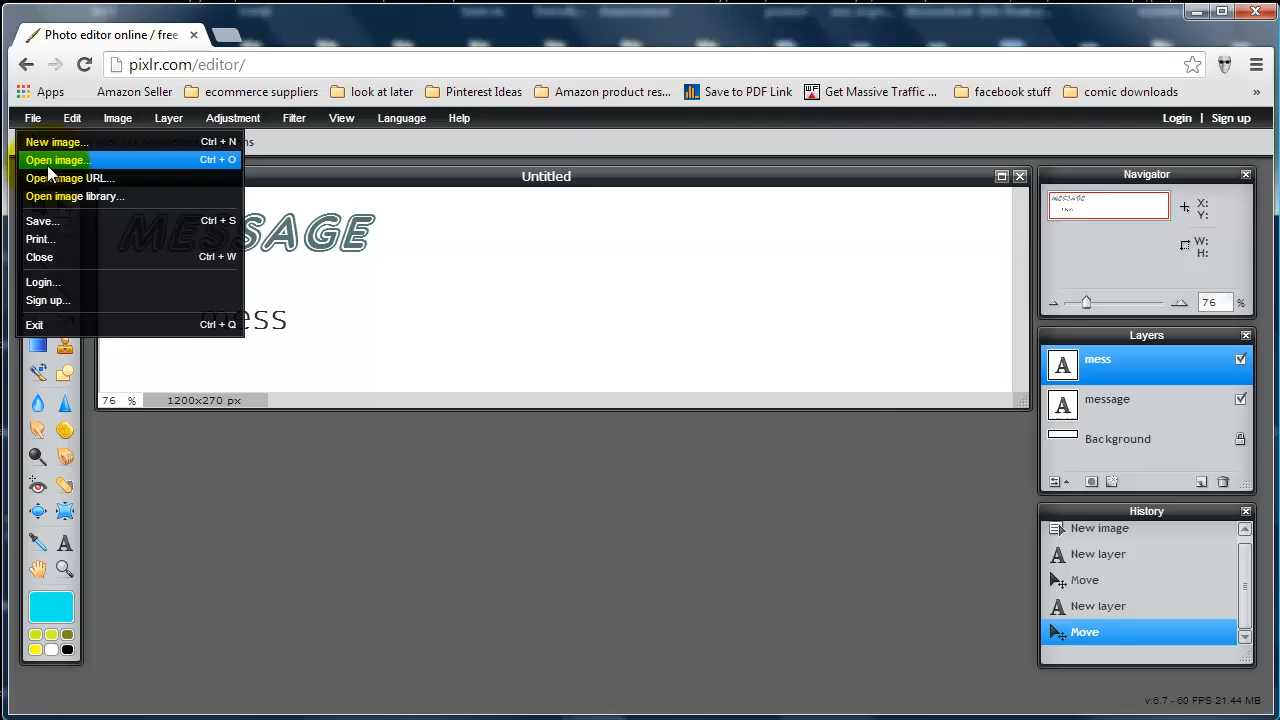 Photo editor online / free
pixlr.com/editor/
Apps Amazon Seller ecommerce suppliers look at later Pinterest Ideas Amazon product res... Save to PDF Link Get Massive Traffic ... facebook stuff comic downloads »
File Edit Image Layer Adjustment Filter View Language Help Login | Sign up
New image... Ctrl + N
Open image... Ctrl + O
Open image URL...
Open image library...
Save... Ctrl + S
Print...
Close Ctrl + W
Login...
Sign up...
Exit Ctrl + Q
Untitled
MESSAGE
mess
76 % 1200x270 px
Navigator
X:
Y:
W:
H:
76 %
Layers
mess
message
Background
History
New image
New layer
Move
New layer
Move
v:6.7 - 60 FPS 21.44 MB